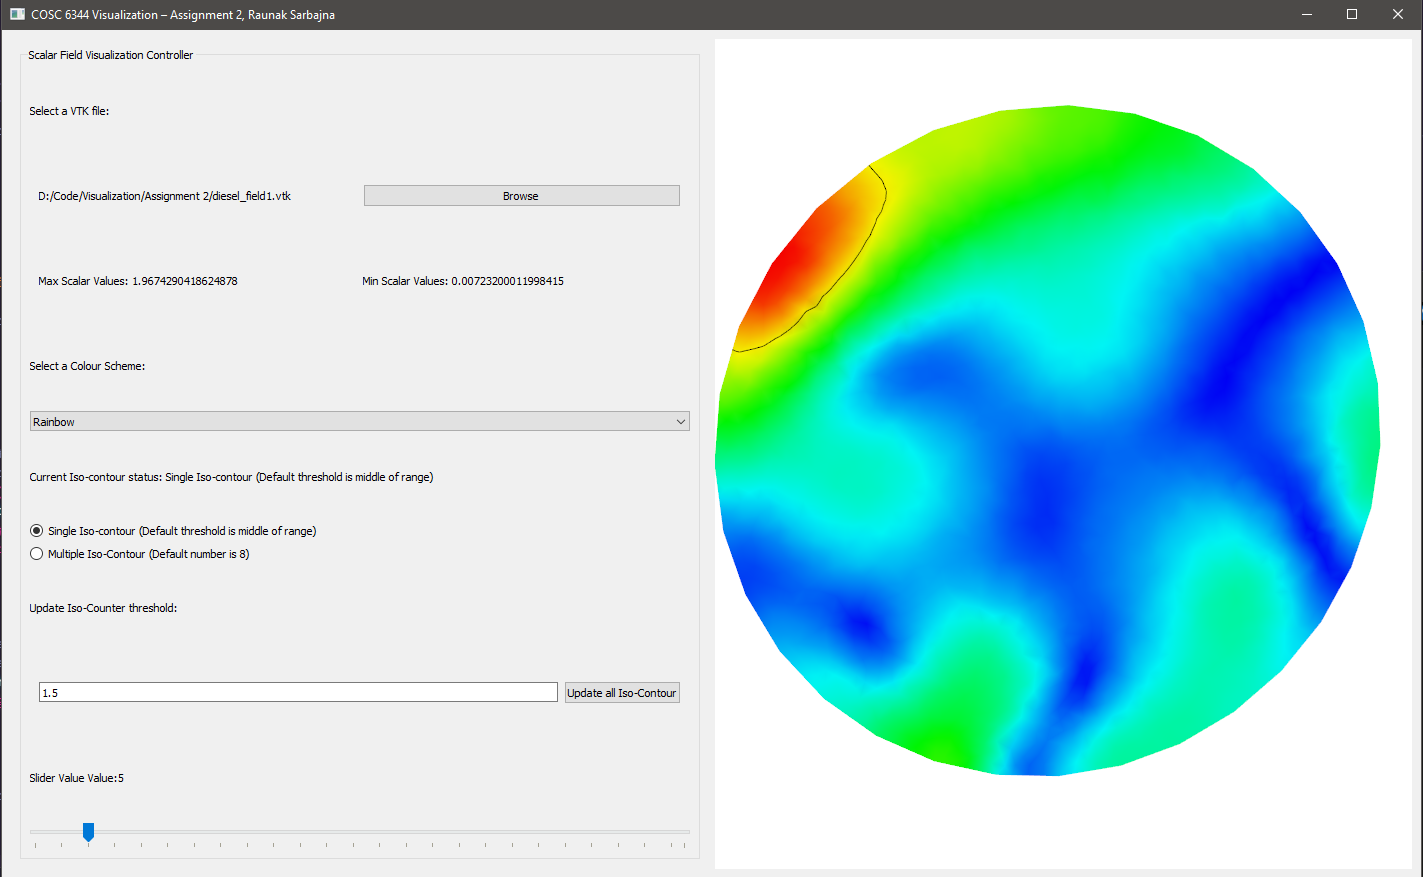 COSC 6344 Visualization – Assignment 2, Raunak Sarbajna
Scalar Field Visualization Controller
Select a VTK file:
D:/Code/Visualization/Assignment 2/diesel_field1.vtk
Browse
Max Scalar Values: 1.9674290418624878
Min Scalar Values: 0.00723200011998415
Select a Colour Scheme:
Rainbow
Current Iso-contour status: Single Iso-contour (Default threshold is middle of range)
Single Iso-contour (Default threshold is middle of range)
Multiple Iso-Contour (Default number is 8)
Update Iso-Counter threshold:
1.5
Update all Iso-Contour
Slider Value Value:5